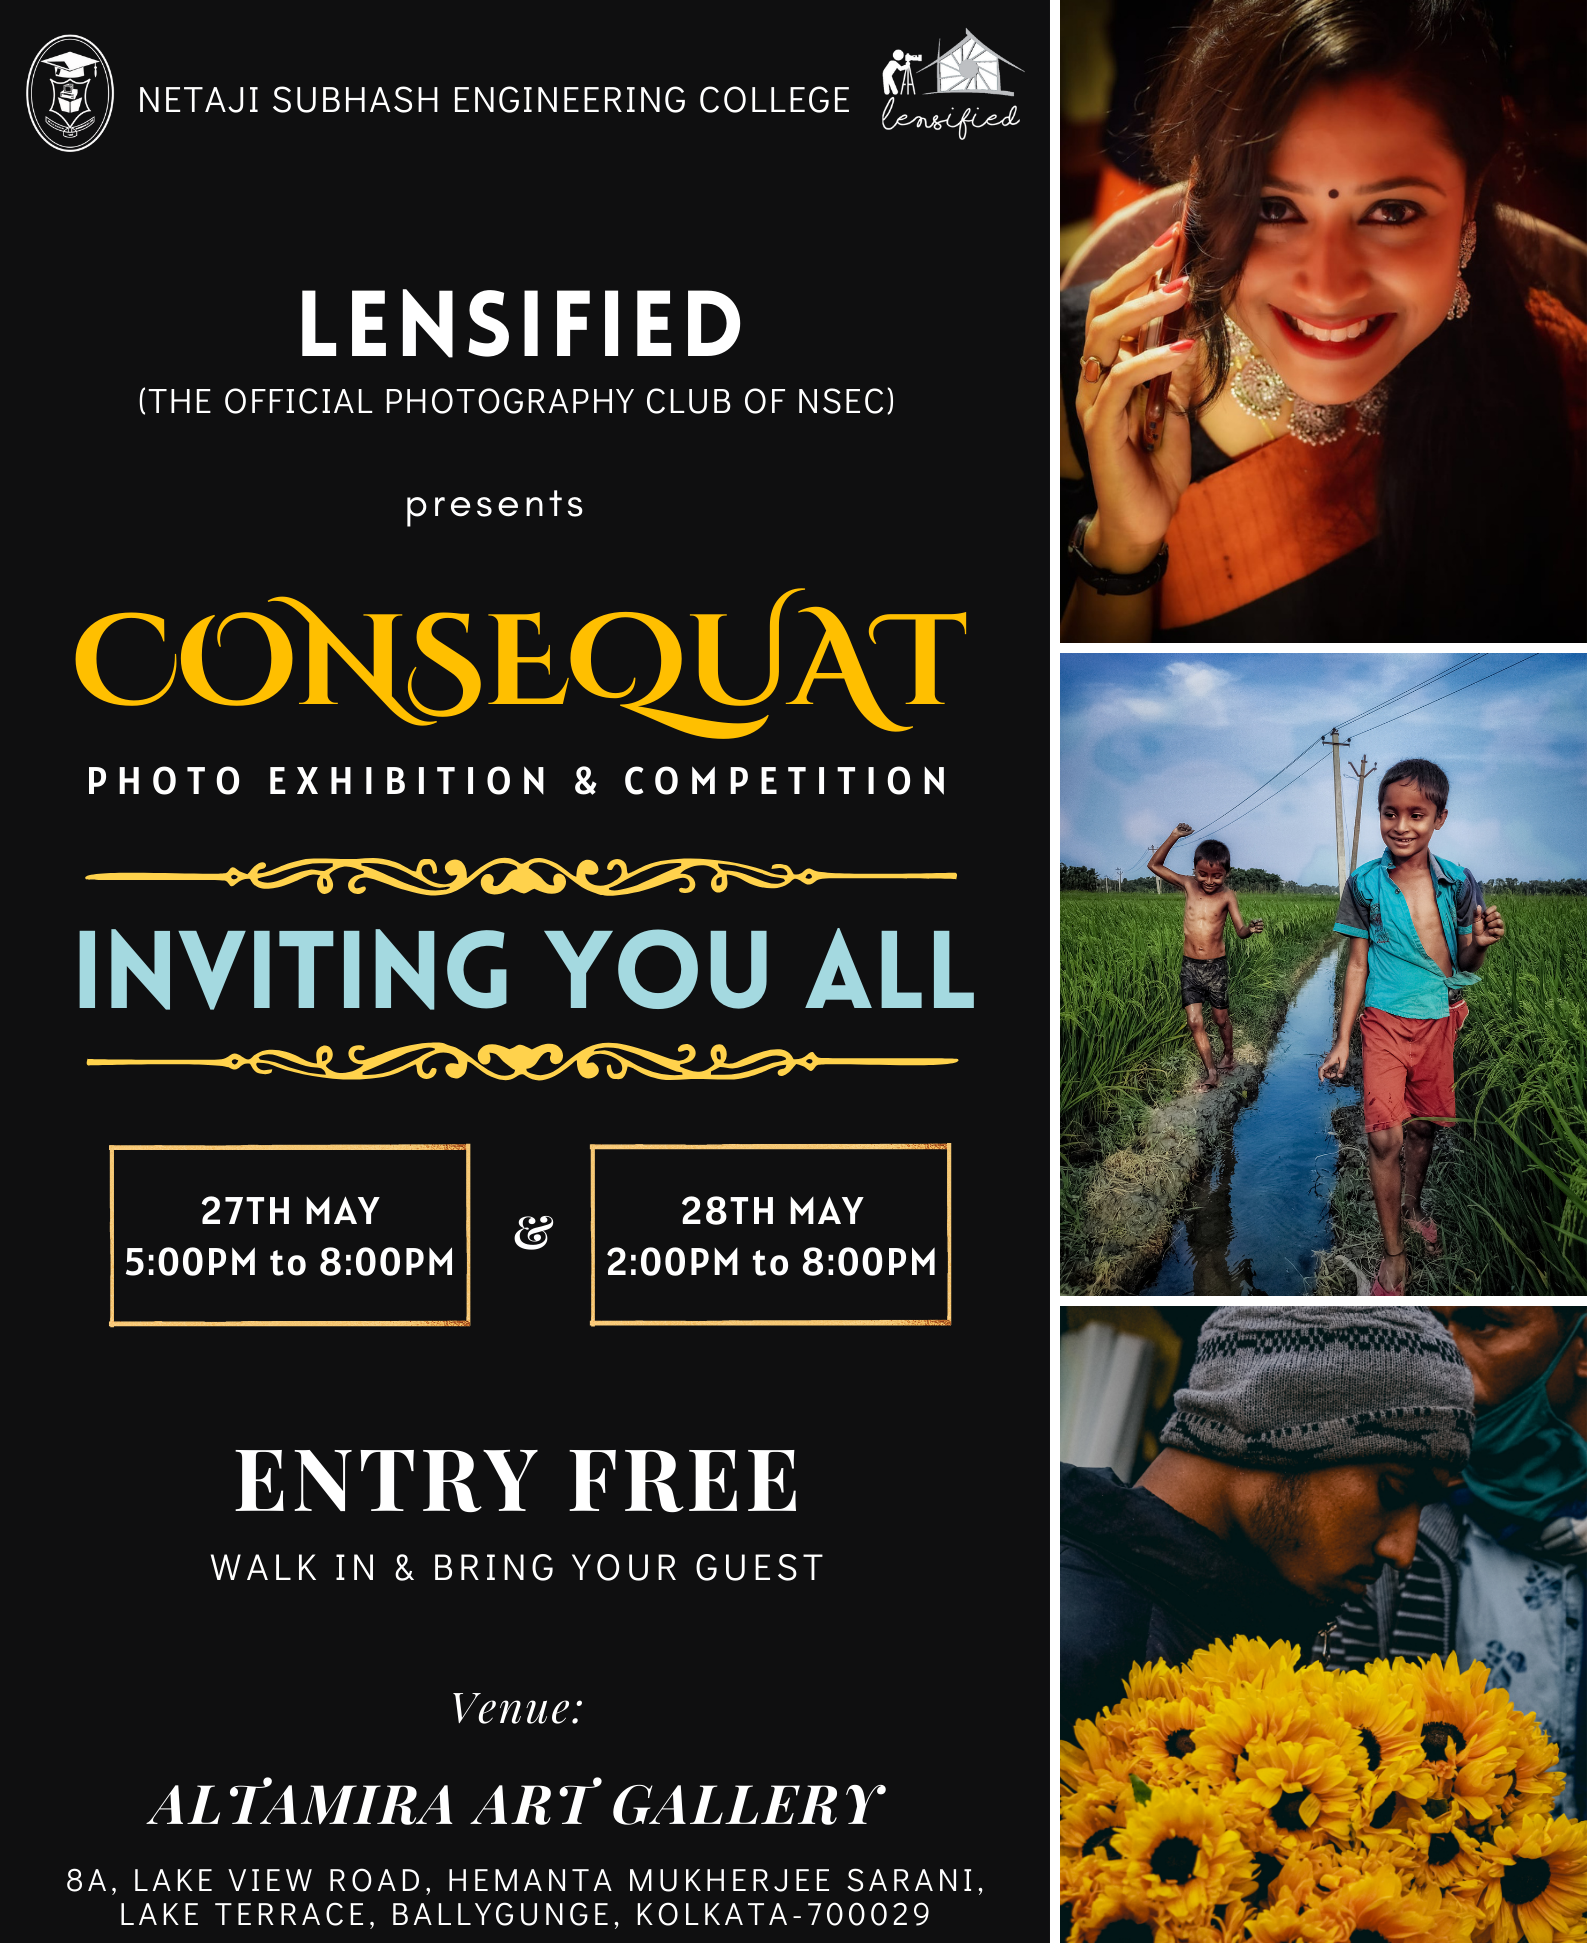 NETAJI SUBHASH ENGINEERING COLLEGE
lensified
LENSIFIED
(THE OFFICIAL PHOTOGRAPHY CLUB OF NSEC)
presents
CONSEQUAT
PHOTO EXHIBITION & COMPETITION
INVITING YOU ALL
27TH MAY
5:00PM to 8:00PM
&
28TH MAY
2:00PM to 8:00PM
ENTRY FREE
WALK IN & BRING YOUR GUEST
Venue:
ALTAMIRA ART GALLERY
8A, LAKE VIEW ROAD, HEMANTA MUKHERJEE SARANI,
LAKE TERRACE, BALLYGUNGE, KOLKATA-700029